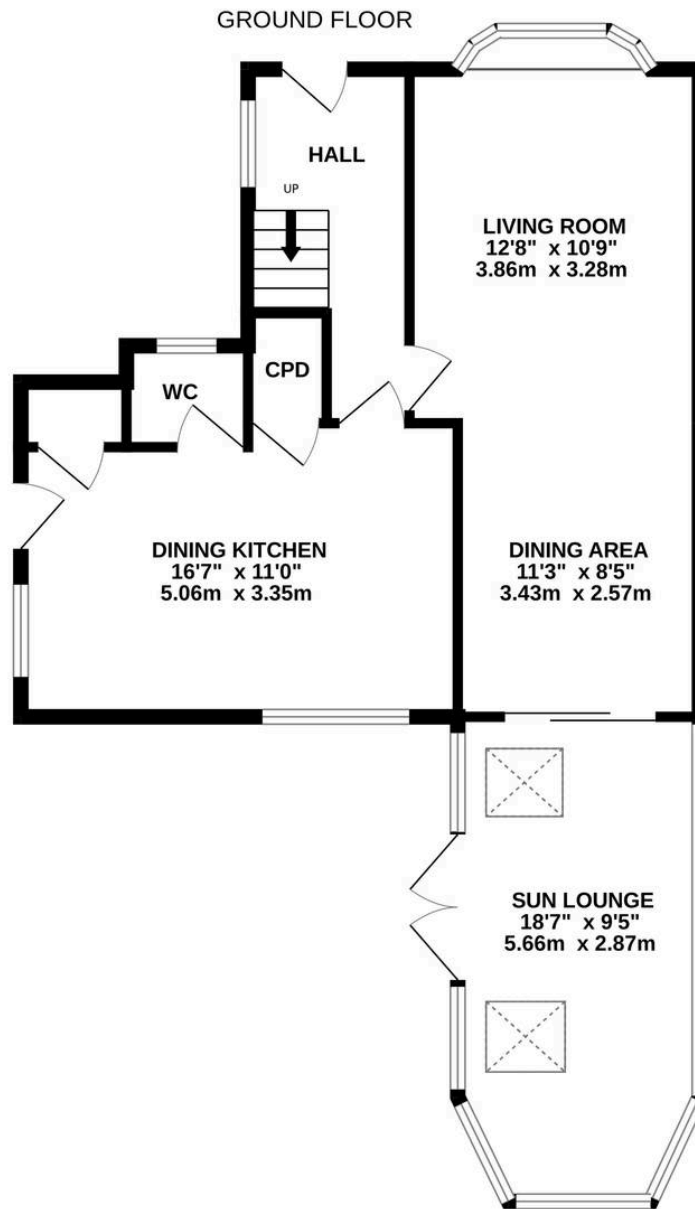 GROUND FLOOR
HALL
UP
LIVING ROOM
12'8" x 10'9"
3.86m x 3.28m
CPD
WC
DINING KITCHEN
16'7" x 11'0"
5.06m x 3.35m
DINING AREA
11'3" x 8'5"
3.43m x 2.57m
SUN LOUNGE
18'7" x 9'5"
5.66m x 2.87m